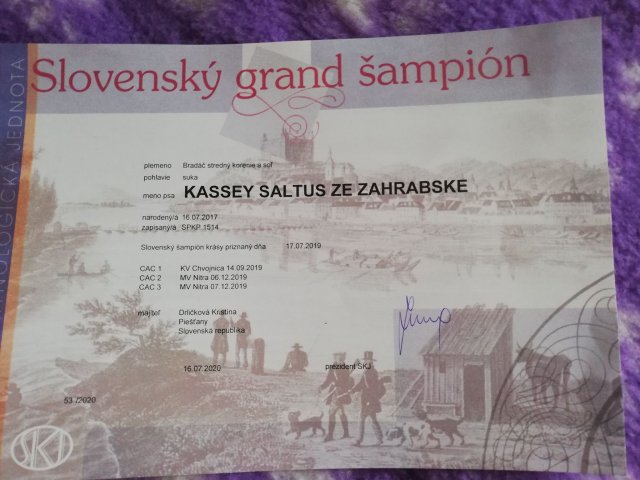 Slovenský grand šampión
NOLOGICKÁ JEDNOTA
plemeno Bradáč stredný korenie a soľ
pohlavie suka
meno psa KASSEY SALTUS ZE ZAHRABSKE
narodený/a 16.07.2017
zapísaný/a SPKP 1514
Slovenský šampión krásy priznaný dňa 17.07.2019
CAC 1 KV Chvojnica 14.09.2019
CAC 2 MV Nitra 06.12.2019
CAC 3 MV Nitra 07.12.2019
majiteľ Drličková Kristína
Piešťany
Slovenská republika
16.07.2020 prezident SKJ
53 /2020
SKJ